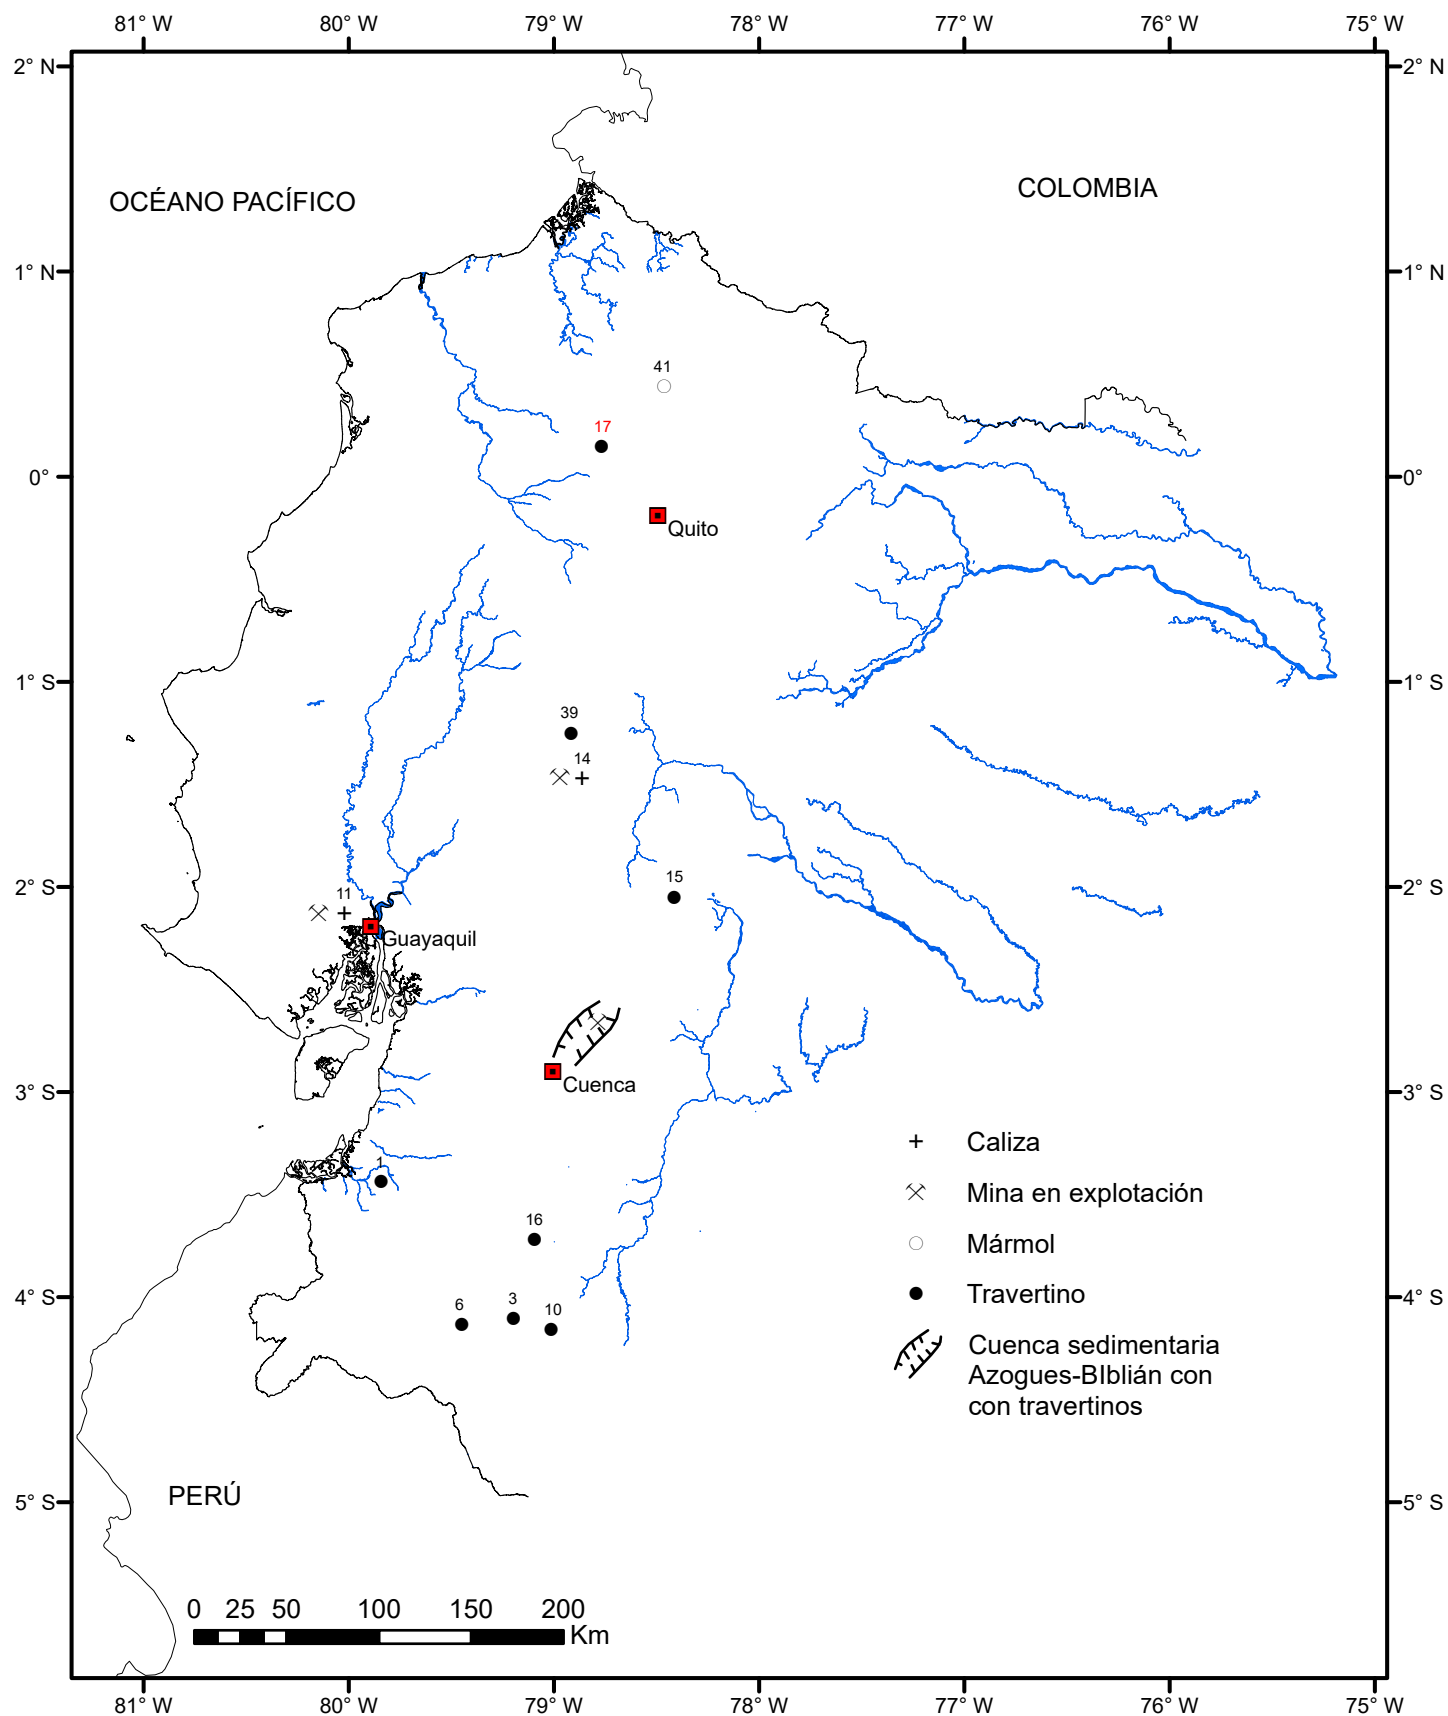 81° W 80° W 79° W 78° W 77° W 76° W 75° W
2° N 2° N
OCÉANO PACÍFICO COLOMBIA
1° N 1° N
41
17
0° 0°
Quito
1° S 1° S
39
14
15
2° S 2° S
11
Guayaquil
Cuenca
3° S 3° S
Caliza
1
Mina en explotación
16
Mármol
Travertino
4° S 4° S
6 3 10
Cuenca sedimentaria
Azogues-BIblián con
con travertinos
PERÚ
5° S 5° S
0 25 50 100 150 200
Km
81° W 80° W 79° W 78° W 77° W 76° W 75° W